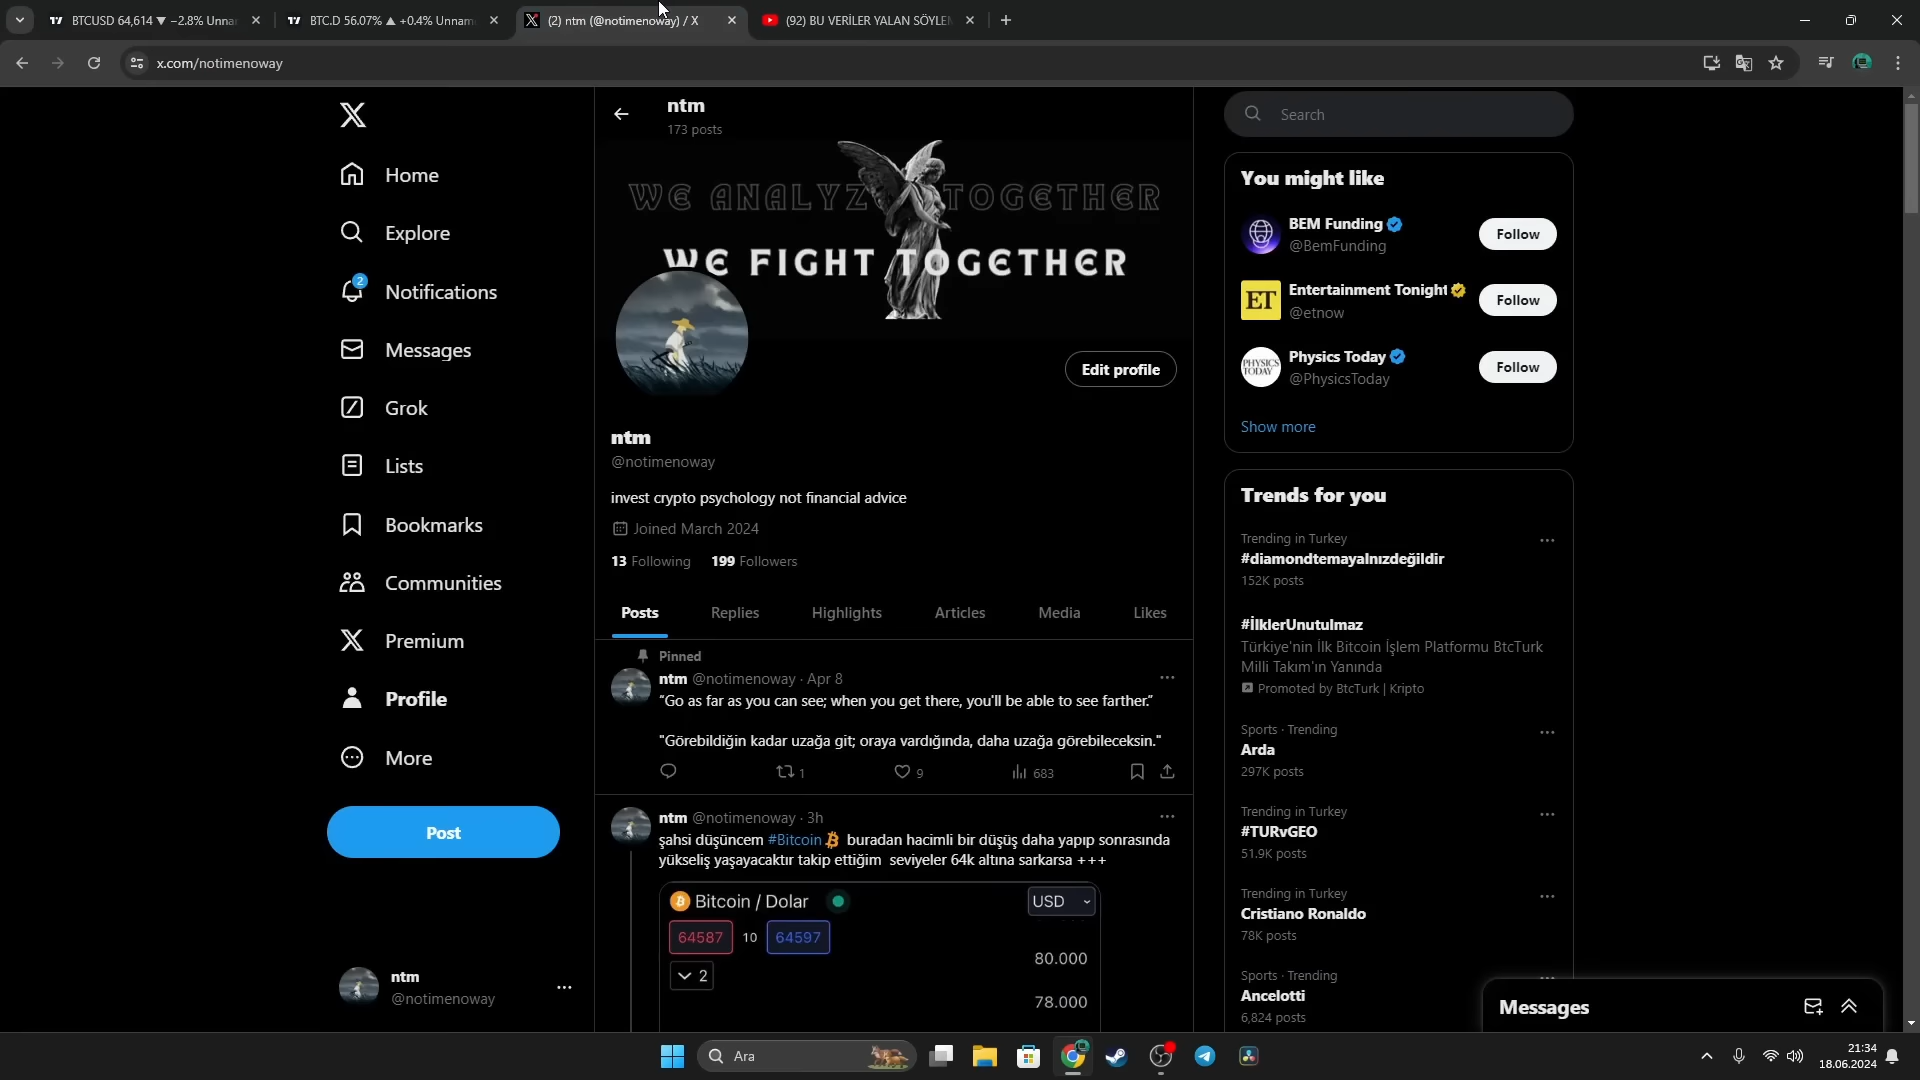 BTCUSD 64,614 ▼ −2.8% Unnar
BTC.D 56.07% ▲ +0.4% Unnam
(2) ntm (@notimenoway) / X
(92) BU VERİLER YALAN SÖYLE
x.com/notimenoway
Home
Explore
2
Notifications
Messages
Grok
Lists
Bookmarks
Communities
Premium
Profile
More
Post
ntm
@notimenoway
ntm
173 posts
WE ANALYZE TOGETHER
WE FIGHT TOGETHER
Edit profile
ntm
@notimenoway
invest crypto psychology not financial advice
Joined March 2024
13 Following 199 Followers
Posts Replies Highlights Articles Media Likes
Pinned
ntm @notimenoway · Apr 8
“Go as far as you can see; when you get there, you'll be able to see farther.”
"Görebildiğin kadar uzağa git; oraya vardığında, daha uzağa görebileceksin."
1 9 683
ntm @notimenoway · 3h
şahsi düşüncem #Bitcoin buradan hacimli bir düşüş daha yapıp sonrasında
yükseliş yaşayacaktır takip ettiğim seviyeler 64k altına sarkarsa +++
Bitcoin / Dolar USD
64587 10 64597
80.000
2
78.000
Search
You might like
BEM Funding
@BemFunding
Follow
ET
Entertainment Tonight
@etnow
Follow
PHYSICS TODAY
Physics Today
@PhysicsToday
Follow
Show more
Trends for you
Trending in Turkey
#diamondtemayalnızdeğildir
152K posts
#İlklerUnutulmaz
Türkiye'nin İlk Bitcoin İşlem Platformu BtcTurk
Milli Takım'ın Yanında
Promoted by BtcTurk | Kripto
Sports · Trending
Arda
297K posts
Trending in Turkey
#TURvGEO
51.9K posts
Trending in Turkey
Cristiano Ronaldo
78K posts
Sports · Trending
Ancelotti
6,824 posts
Messages
Ara
21:34
18.06.2024